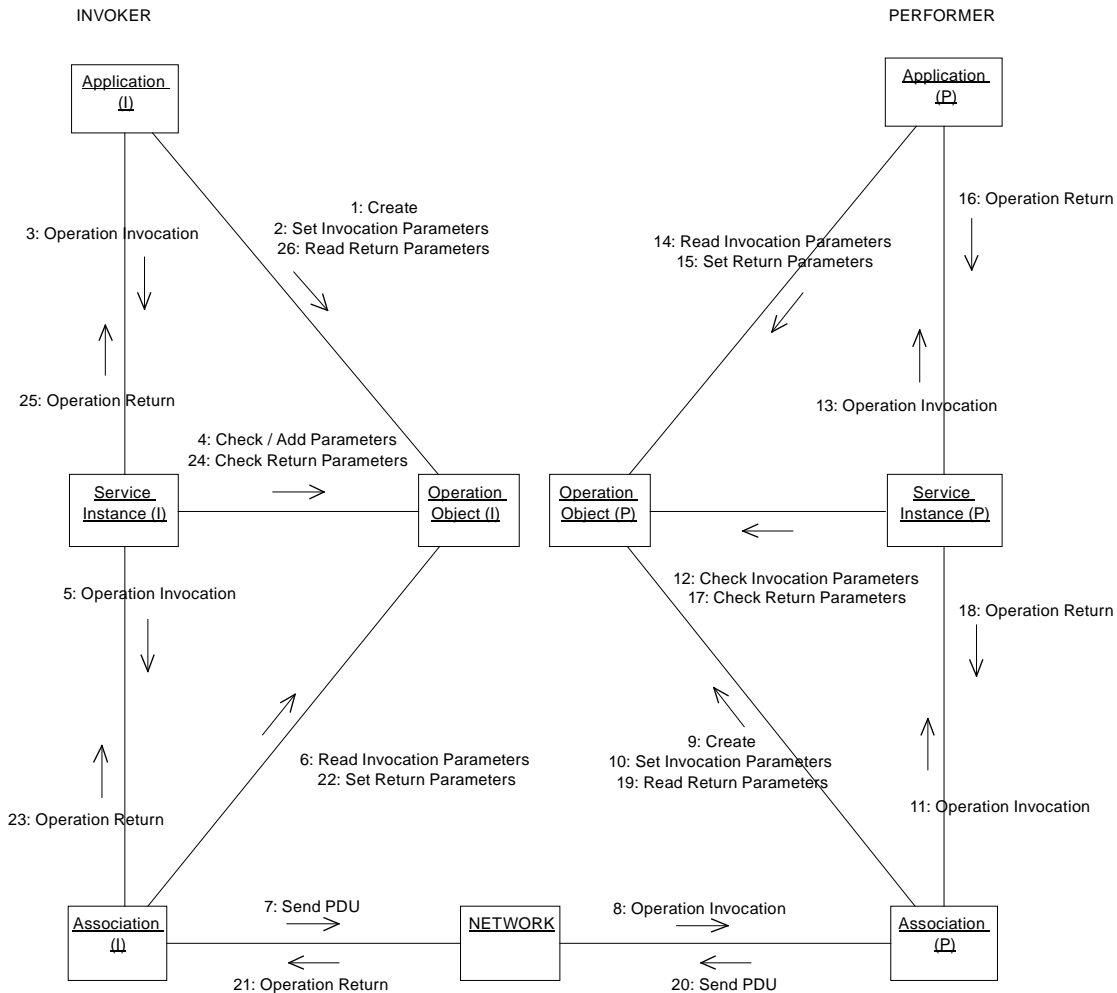 INVOKER
PERFORMER
Application
(I)
Application
(P)
1: Create
2: Set Invocation Parameters
26: Read Return Parameters
3: Operation Invocation
14: Read Invocation Parameters
15: Set Return Parameters
16: Operation Return
25: Operation Return
13: Operation Invocation
4: Check / Add Parameters
24: Check Return Parameters
Service
Instance (I)
Operation
Object (I)
Operation
Object (P)
Service
Instance (P)
5: Operation Invocation
12: Check Invocation Parameters
17: Check Return Parameters
18: Operation Return
6: Read Invocation Parameters
22: Set Return Parameters
9: Create
10: Set Invocation Parameters
19: Read Return Parameters
23: Operation Return
11: Operation Invocation
7: Send PDU
8: Operation Invocation
Association
(I)
NETWORK
Association
(P)
21: Operation Return
20: Send PDU